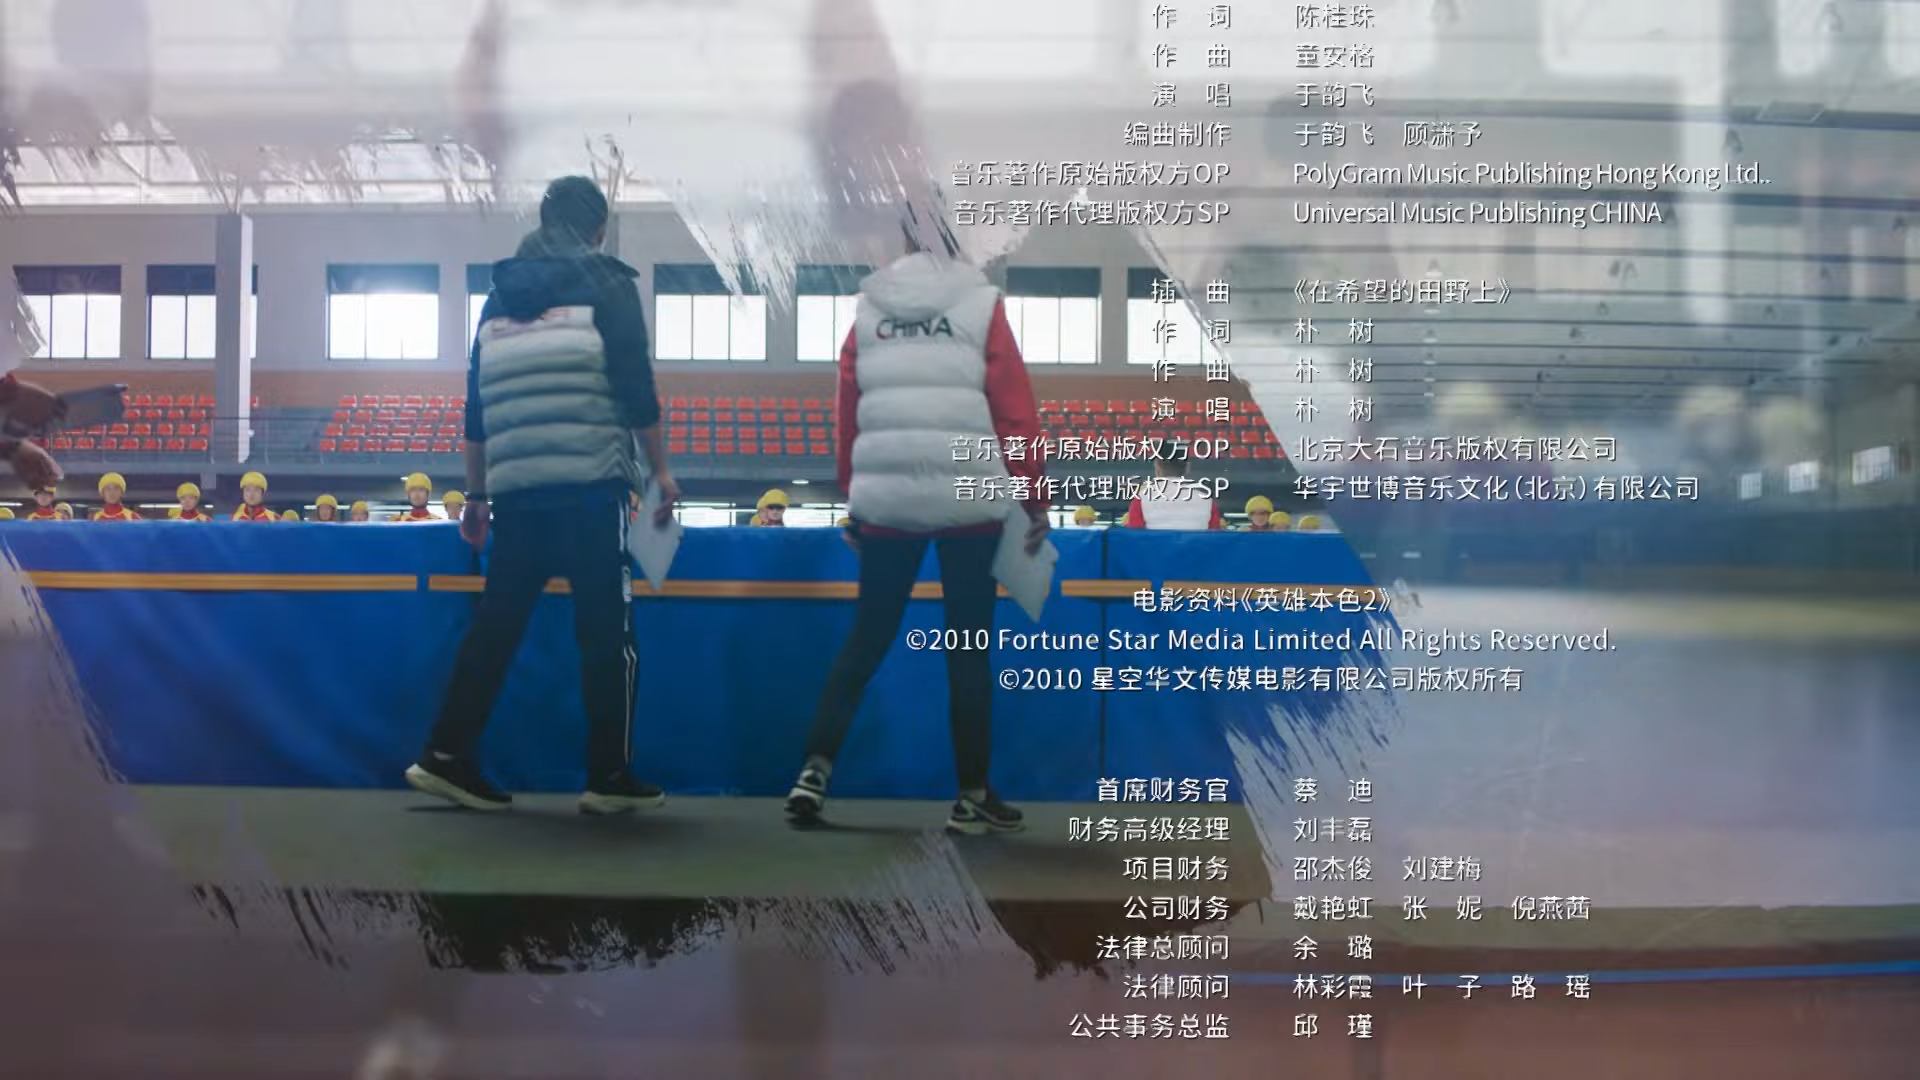 作 词 陈桂珠
作 曲 童安格
演 唱 于韵飞
编曲制作 于韵飞 顾潇予
音乐著作原始版权方OP PolyGram Music Publishing Hong Kong Ltd..
音乐著作代理版权方SP Universal Music Publishing CHINA
插 曲 《在希望的田野上》
作 词 朴 树
作 曲 朴 树
演 唱 朴 树
音乐著作原始版权方OP 北京大石音乐版权有限公司
音乐著作代理版权方SP 华宇世博音乐文化(北京)有限公司
电影资料《英雄本色2》
©2010 Fortune Star Media Limited All Rights Reserved.
©2010 星空华文传媒电影有限公司版权所有
首席财务官 蔡 迪
财务高级经理 刘丰磊
项目财务 邵杰俊 刘建梅
公司财务 戴艳虹 张 妮 倪燕茜
法律总顾问 余 璐
法律顾问 林彩霞 叶 子 路 瑶
公共事务总监 邱 瑾
CHINA